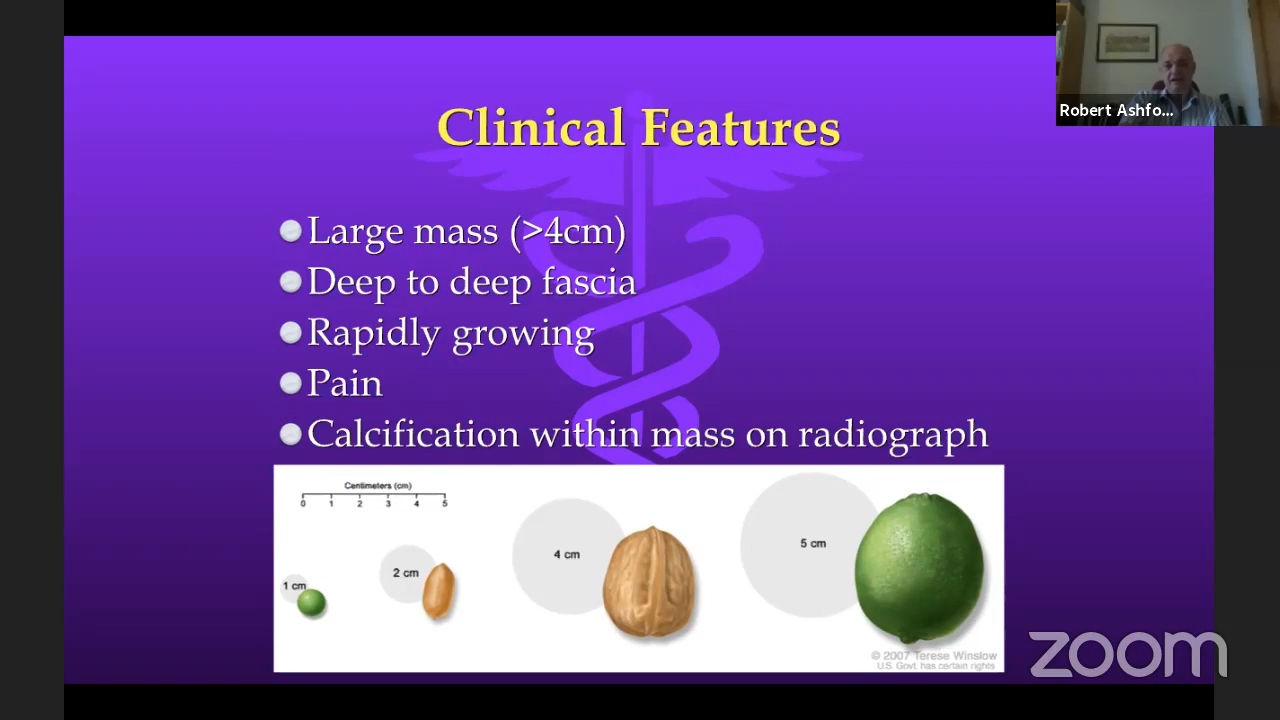 Clinical Features
Robert Ashfo...
Large mass (>4cm)
Deep to deep fascia
Rapidly growing
Pain
Calcification within mass on radiograph
Centimeters (cm)
0 1 2 3 4 5
1 cm
2 cm
4 cm
5 cm
© 2007 Terese Winslow
U.S. Govt. has certain rights
zoom